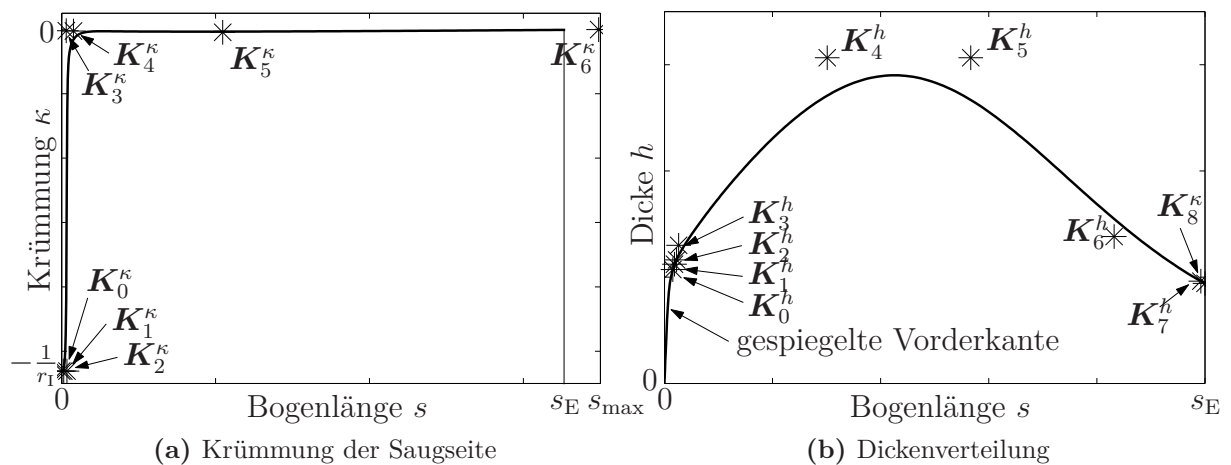 0
Krümmung κ
K_3^κ
K_4^κ
K_5^κ
K_6^κ
K_0^κ
K_1^κ
K_2^κ
-1/r_I
0
Bogenlänge s
s_E
s_max
(a) Krümmung der Saugseite
Dicke h
K_4^h
K_5^h
K_3^h
K_2^h
K_1^h
K_0^h
K_6^h
K_8^κ
K_7^h
gespiegelte Vorderkante
0
0
Bogenlänge s
s_E
(b) Dickenverteilung